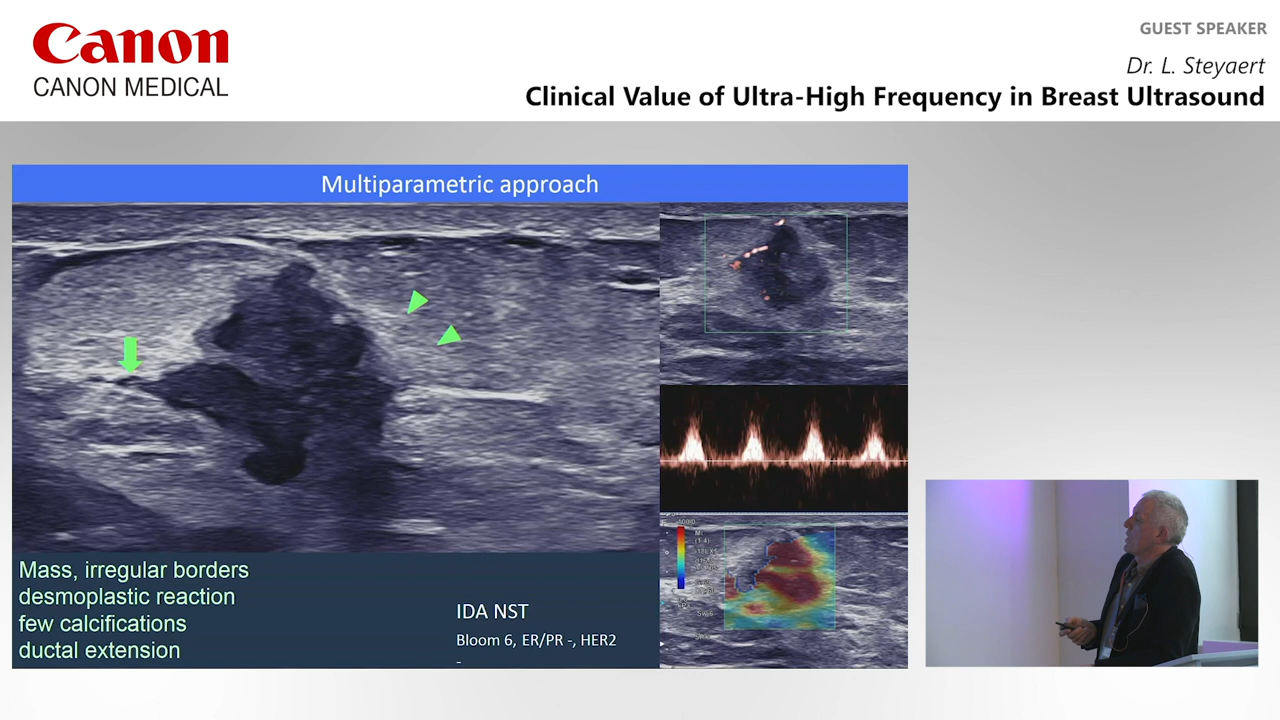 Canon
CANON MEDICAL
GUEST SPEAKER
Dr. L. Steyaert
Clinical Value of Ultra-High Frequency in Breast Ultrasound
Multiparametric approach
Mass, irregular borders
desmoplastic reaction
few calcifications
ductal extension
IDA NST
Bloom 6, ER/PR -, HER2
-